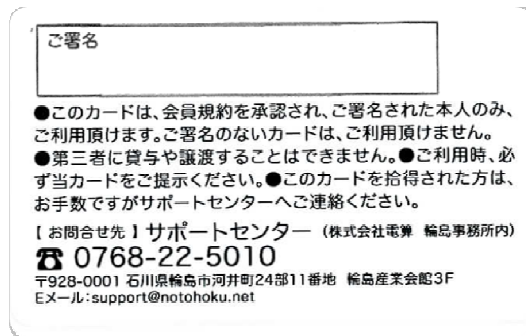 ご署名
●このカードは、会員規約を承認され、ご署名された本人のみ、
ご利用頂けます。ご署名のないカードは、ご利用頂けません。
●第三者に貸与や譲渡することはできません。●ご利用時、必
ず当カードをご提示ください。●このカードを拾得された方は、
お手数ですがサポートセンターへご連絡ください。
【お問合せ先】サポートセンター（株式会社電算 輪島事務所内）
☎ 0768-22-5010
〒928-0001 石川県輪島市河井町24部11番地 輪島産業会館3F
Eメール:support@notohoku.net